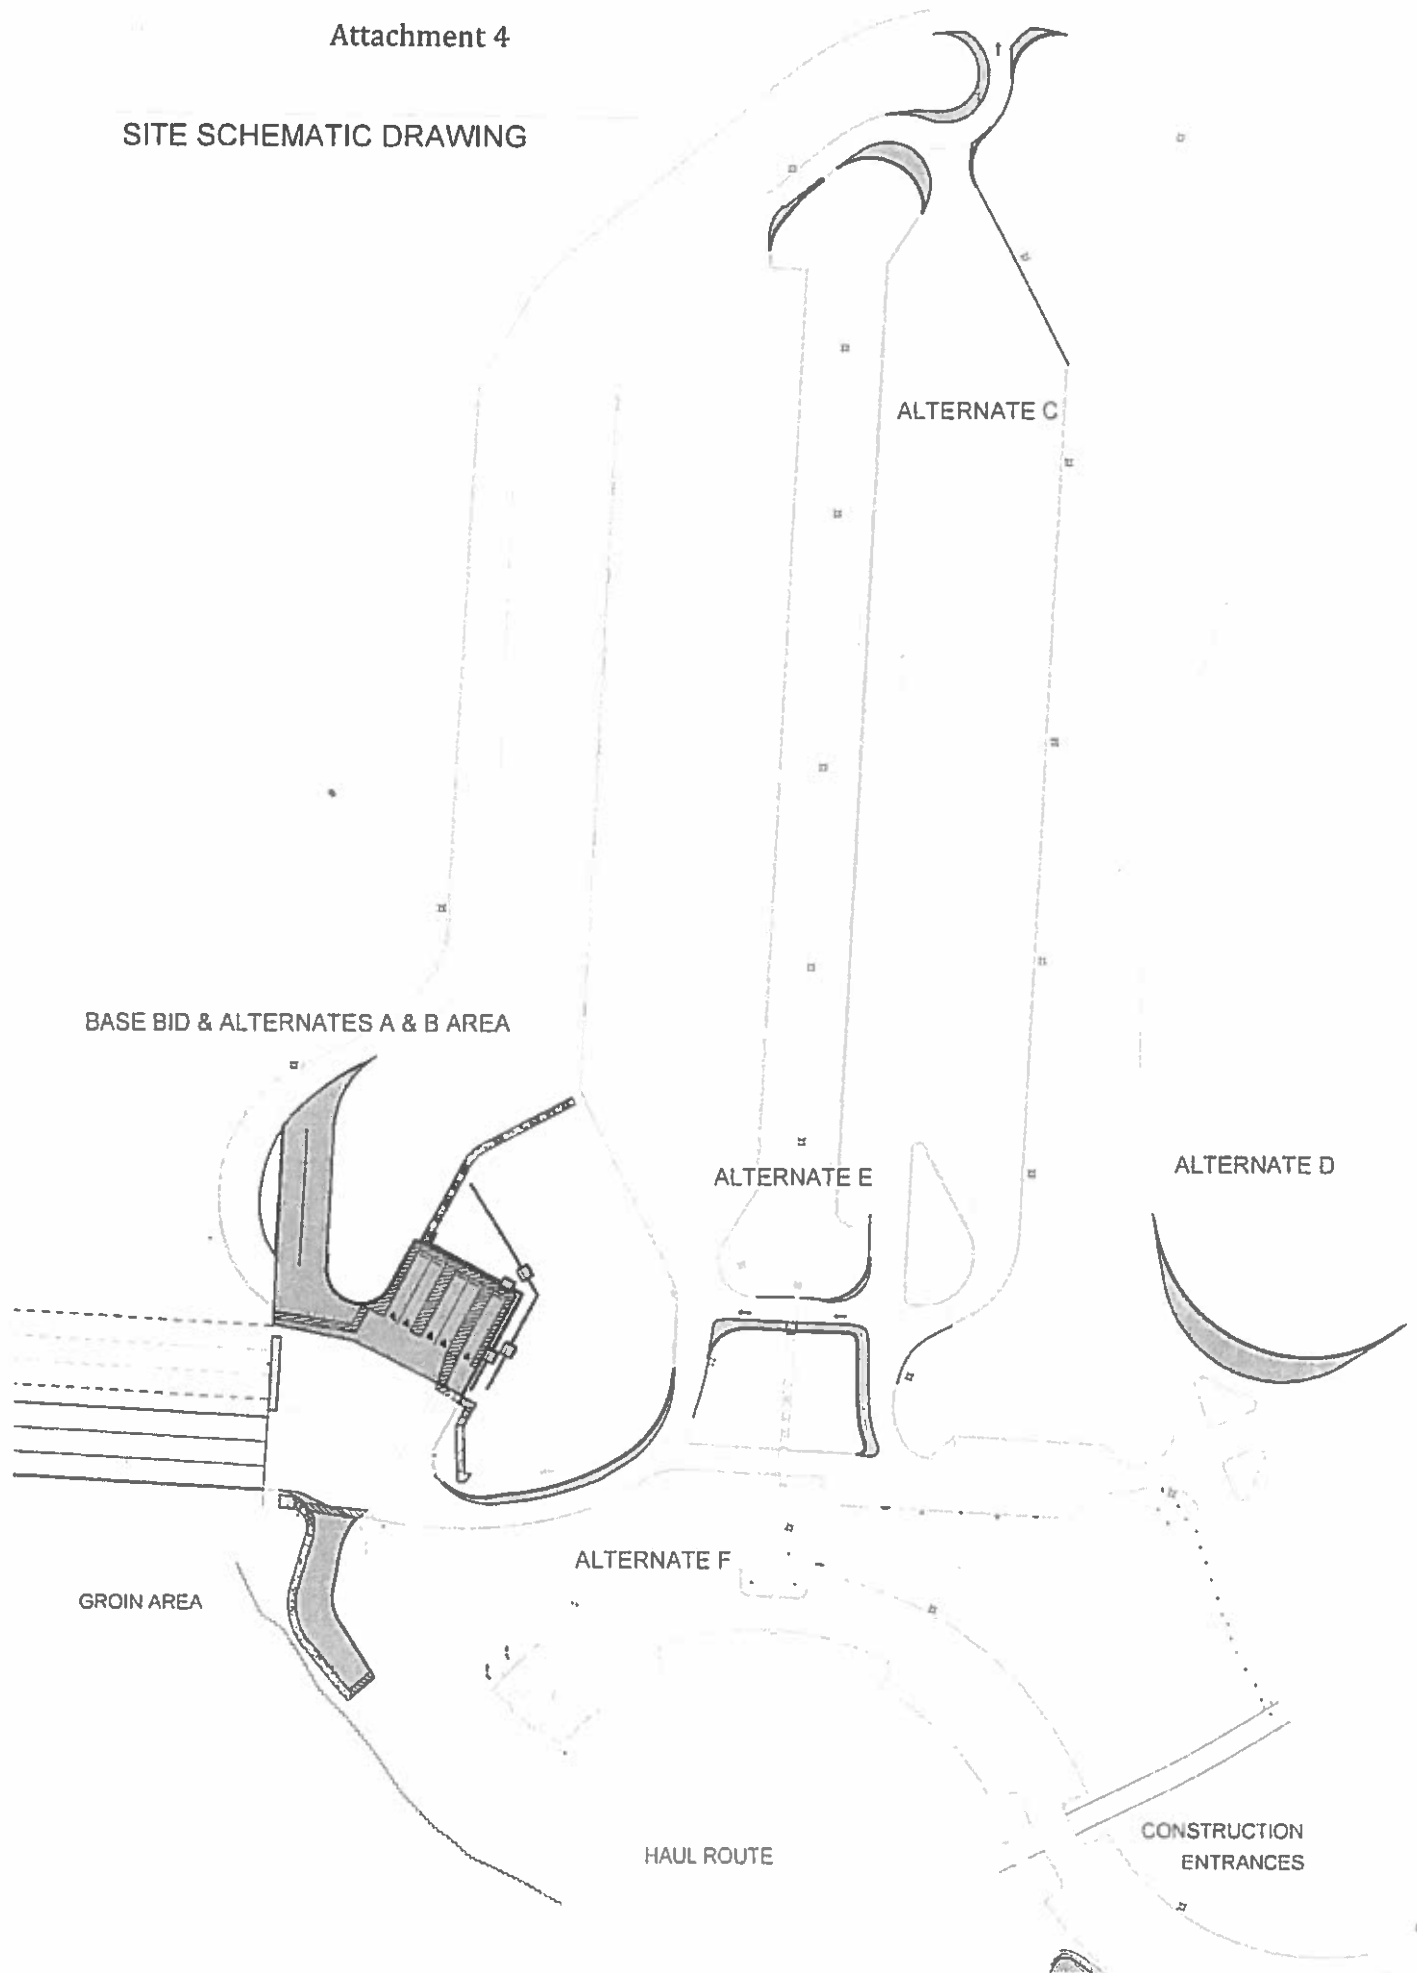 Attachment 4
SITE SCHEMATIC DRAWING
ALTERNATE C
BASE BID & ALTERNATES A & B AREA
ALTERNATE E
ALTERNATE D
ALTERNATE F
GROIN AREA
HAUL ROUTE
CONSTRUCTION
ENTRANCES